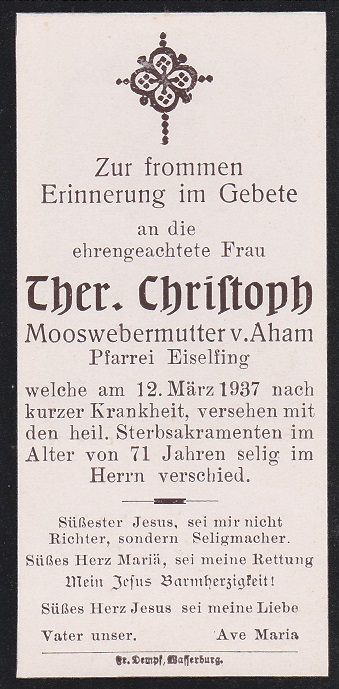 Zur frommen
Erinnerung im Gebete
an die
ehrengeachtete Frau
Ther. Chriſtoph
Mooswebermutter v. Aham
Pfarrei Eiselfing
welche am 12. März 1937 nach
kurzer Krankheit, versehen mit
den heil. Sterbsakramenten im
Alter von 71 Jahren selig im
Herrn verschied.
Süßester Jesus, sei mir nicht
Richter, sondern Seligmacher.
Süßes Herz Mariä, sei meine Rettung
Mein Jeſus Barmherzigkeit!
Süßes Herz Jesus sei meine Liebe
Vater unser. Ave Maria
Fr. Dempf, Waſſerburg.